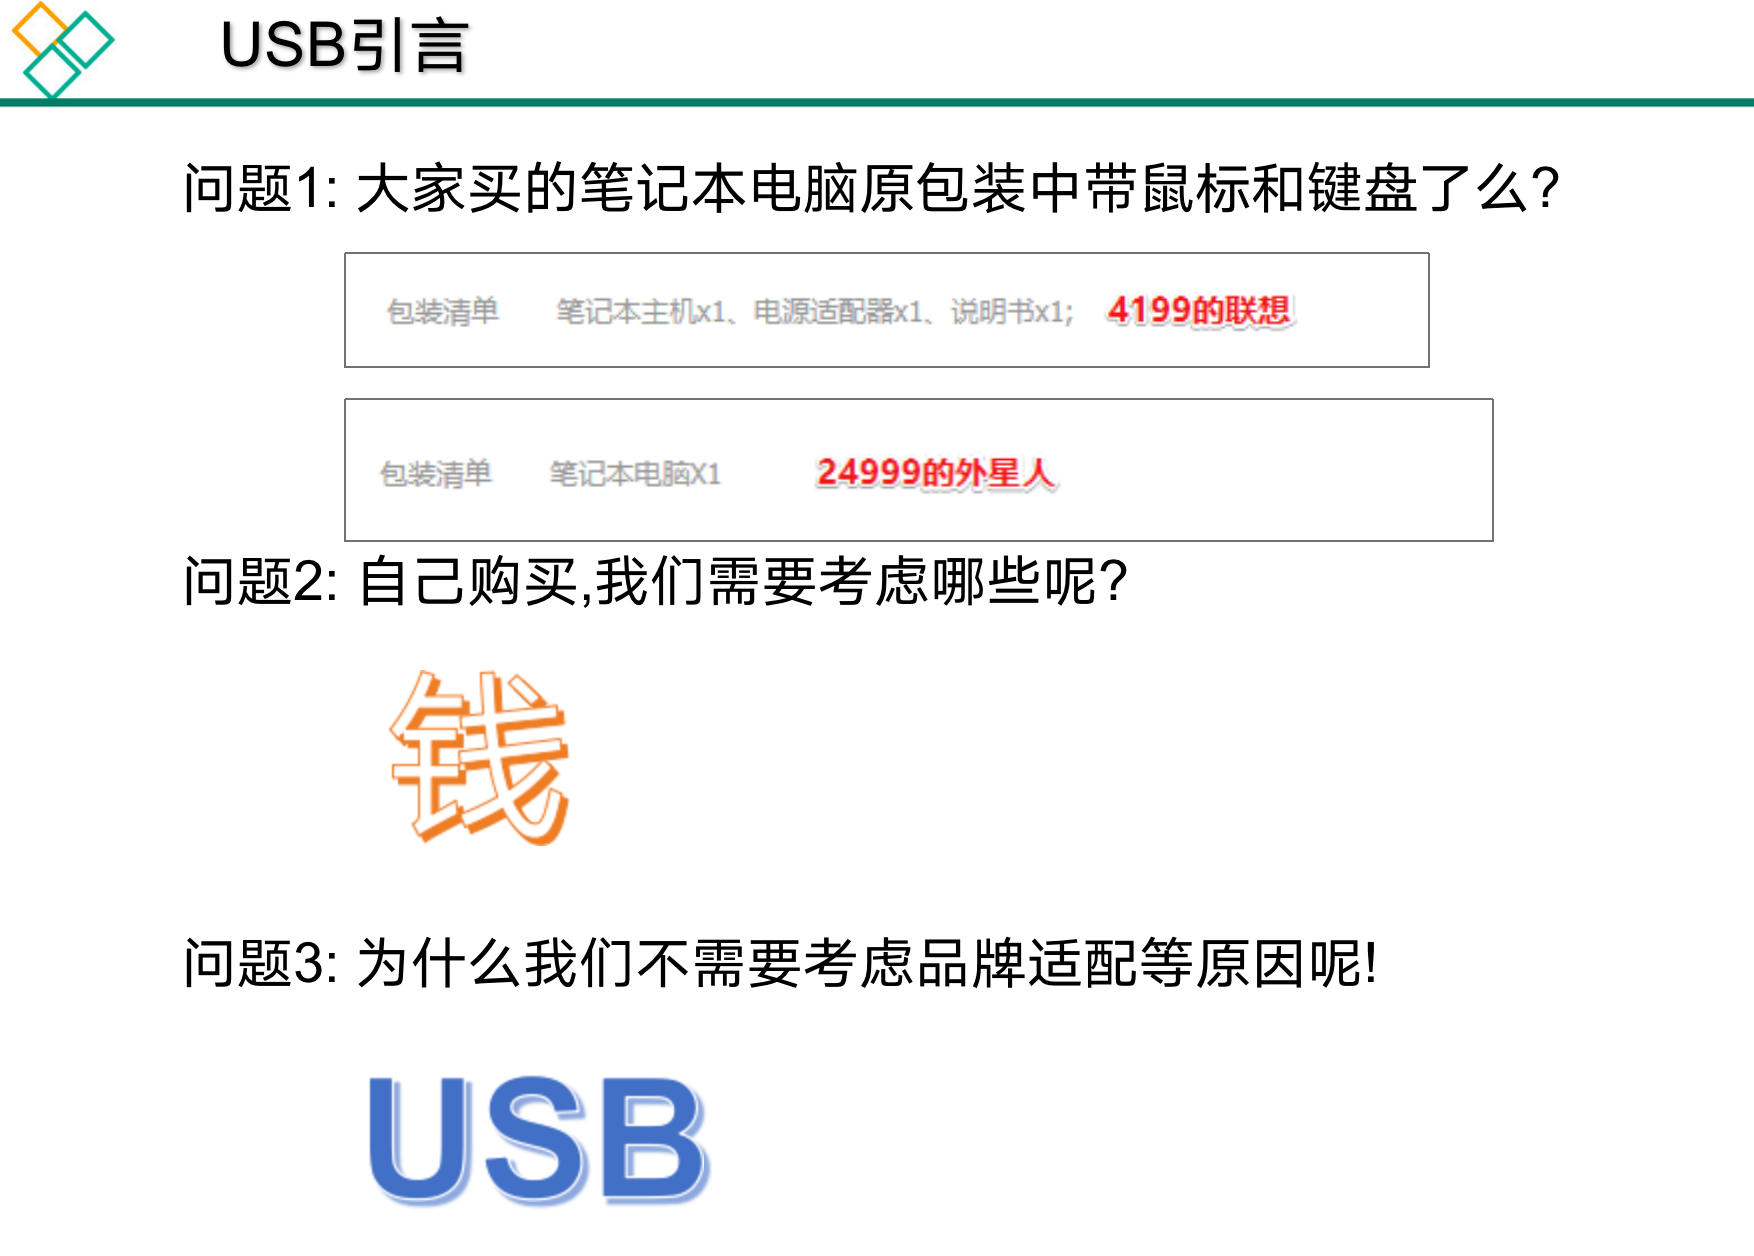 USB引言
问题1: 大家买的笔记本电脑原包装中带鼠标和键盘了么?
包装清单 笔记本主机x1、电源适配器x1、说明书x1; 4199的联想
包装清单 笔记本电脑X1 24999的外星人
问题2: 自己购买,我们需要考虑哪些呢?
钱
问题3: 为什么我们不需要考虑品牌适配等原因呢!
USB